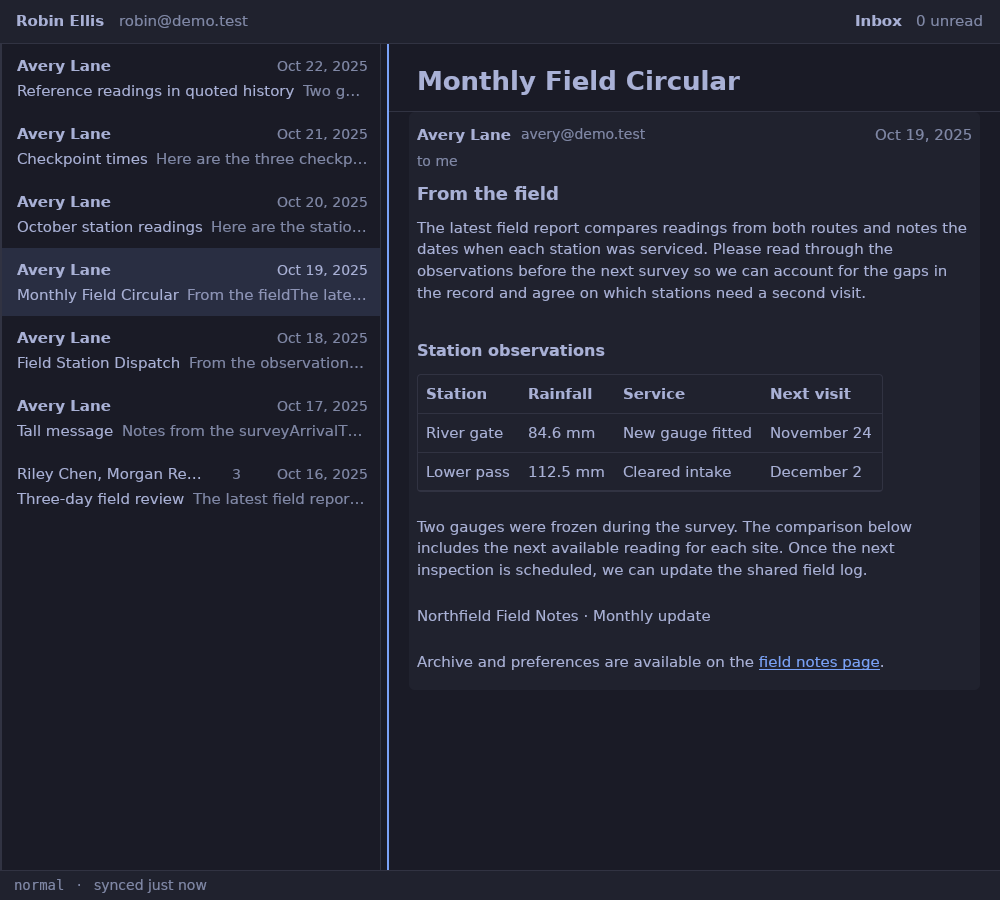 Robin Ellis robin@demo.test Inbox 0 unread
Avery Lane Oct 22, 2025
Reference readings in quoted history Two g…
Avery Lane Oct 21, 2025
Checkpoint times Here are the three checkp…
Avery Lane Oct 20, 2025
October station readings Here are the statio…
Avery Lane Oct 19, 2025
Monthly Field Circular From the fieldThe late…
Avery Lane Oct 18, 2025
Field Station Dispatch From the observation…
Avery Lane Oct 17, 2025
Tall message Notes from the surveyArrivalT…
Riley Chen, Morgan Re… 3 Oct 16, 2025
Three-day field review The latest field repor…
Monthly Field Circular
Avery Lane avery@demo.test Oct 19, 2025
to me
From the field
The latest field report compares readings from both routes and notes the
dates when each station was serviced. Please read through the
observations before the next survey so we can account for the gaps in
the record and agree on which stations need a second visit.
Station observations
Station Rainfall Service Next visit
River gate 84.6 mm New gauge fitted November 24
Lower pass 112.5 mm Cleared intake December 2
Two gauges were frozen during the survey. The comparison below
includes the next available reading for each site. Once the next
inspection is scheduled, we can update the shared field log.
Northfield Field Notes · Monthly update
Archive and preferences are available on the field notes page.
normal · synced just now